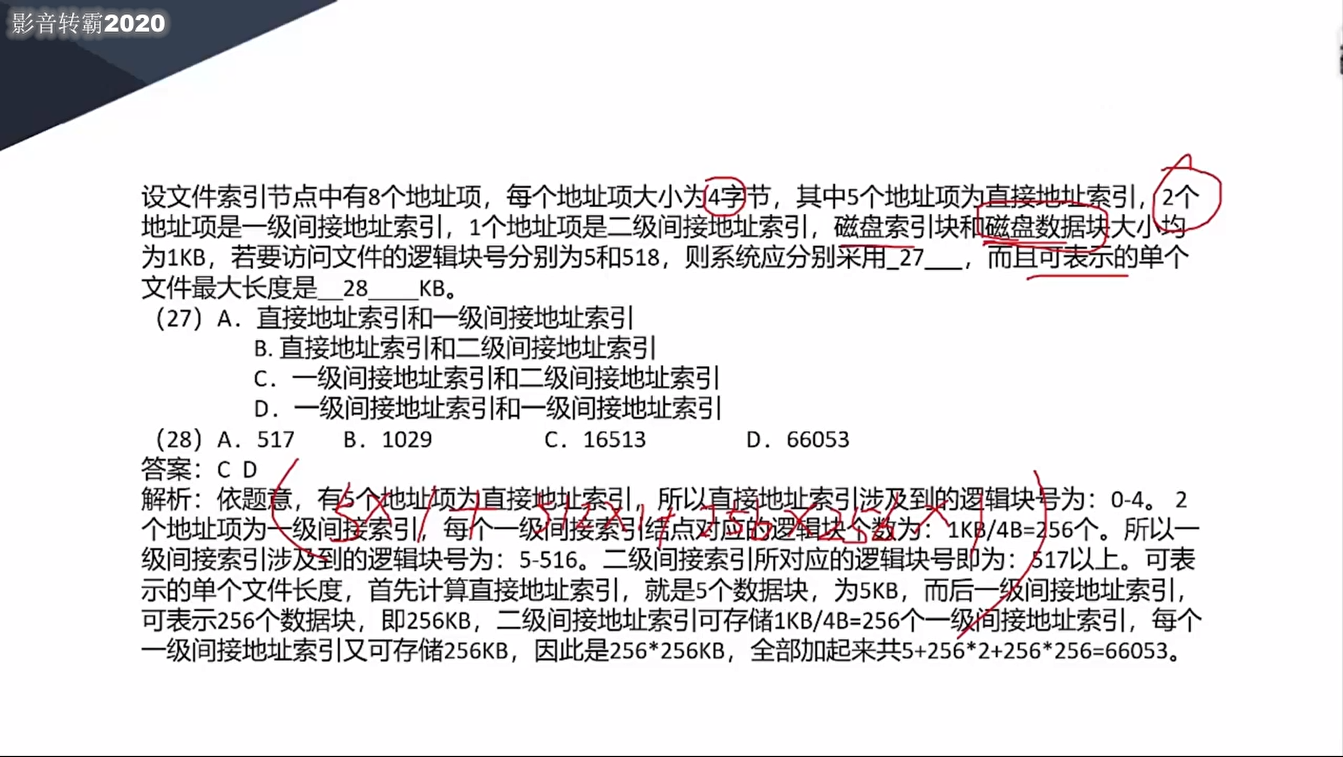 影音转霸2020
设文件索引节点中有8个地址项，每个地址项大小为4字节，其中5个地址项为直接地址索引，2个
地址项是一级间接地址索引，1个地址项是二级间接地址索引，磁盘索引块和磁盘数据块大小均
为1KB，若要访问文件的逻辑块号分别为5和518，则系统应分别采用_27___，而且可表示的单个
文件最大长度是__28____KB。
（27）A．直接地址索引和一级间接地址索引
B. 直接地址索引和二级间接地址索引
C．一级间接地址索引和二级间接地址索引
D．一级间接地址索引和一级间接地址索引
（28）A．517 B．1029 C．16513 D．66053
答案：C D
解析：依题意，有5个地址项为直接地址索引，所以直接地址索引涉及到的逻辑块号为：0-4。 2
个地址项为一级间接索引，每个一级间接索引结点对应的逻辑块个数为：1KB/4B=256个。所以一
级间接索引涉及到的逻辑块号为：5-516。二级间接索引所对应的逻辑块号即为：517以上。可表
示的单个文件长度，首先计算直接地址索引，就是5个数据块，为5KB，而后一级间接地址索引，
可表示256个数据块，即256KB，二级间接地址索引可存储1KB/4B=256个一级间接地址索引，每个
一级间接地址索引又可存储256KB，因此是256*256KB，全部加起来共5+256*2+256*256=66053。
(5×1+512×1+256×256×1)